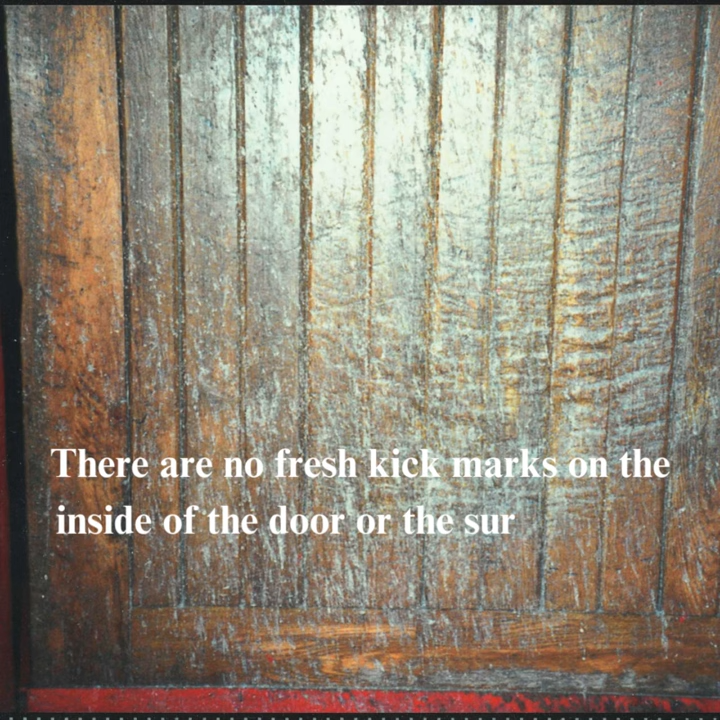 There are no fresh kick marks on the
inside of the door or the sur